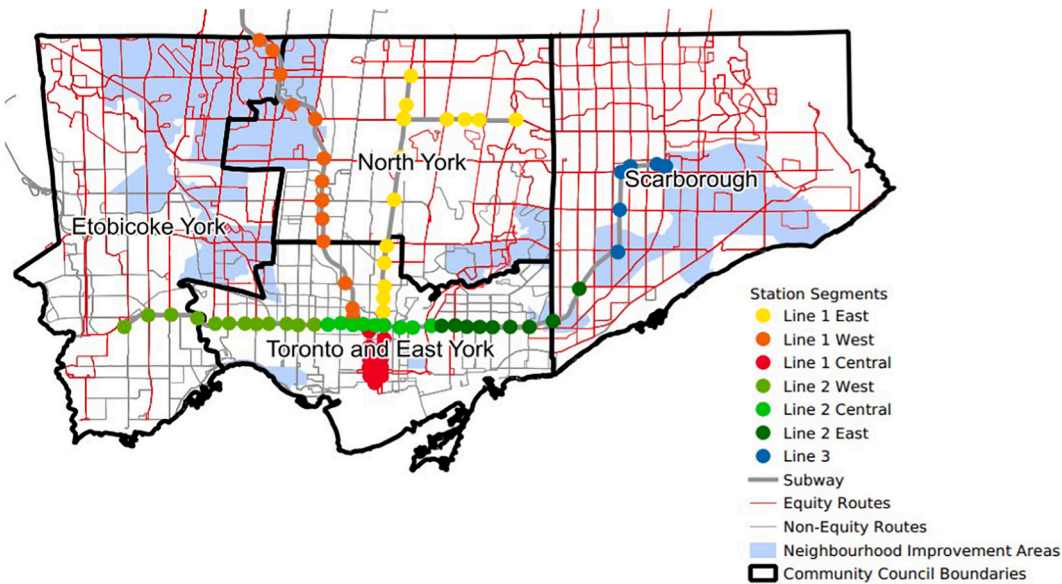 North York
Scarborough
Etobicoke York
Toronto and East York
Station Segments
Line 1 East
Line 1 West
Line 1 Central
Line 2 West
Line 2 Central
Line 2 East
Line 3
Subway
Equity Routes
Non-Equity Routes
Neighbourhood Improvement Areas
Community Council Boundaries